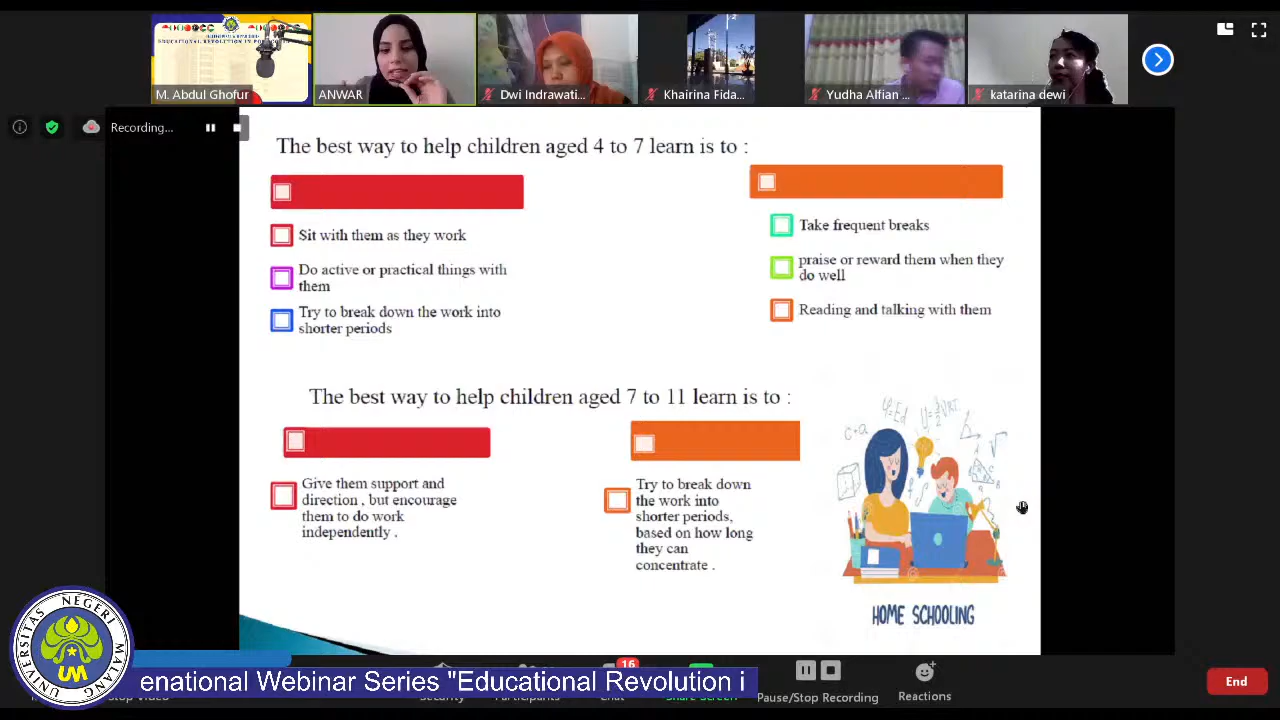 M. Abdul Ghofur
ANWAR
Dwi Indrawati...
Khairina Fida...
Yudha Alfian ...
katarina dewi
Recording...
The best way to help children aged 4 to 7 learn is to :
Sit with them as they work
Do active or practical things with
them
Try to break down the work into
shorter periods
Take frequent breaks
praise or reward them when they
do well
Reading and talking with them
The best way to help children aged 7 to 11 learn is to :
Give them support and
direction , but encourage
them to do work
independently .
Try to break down
the work into
shorter periods,
based on how long
they can
concentrate .
HOME SCHOOLING
UNIVERSITAS NEGERI MALANG
UM
enational Webinar Series "Educational Revolution i
16
Pause/Stop Recording
Reactions
End